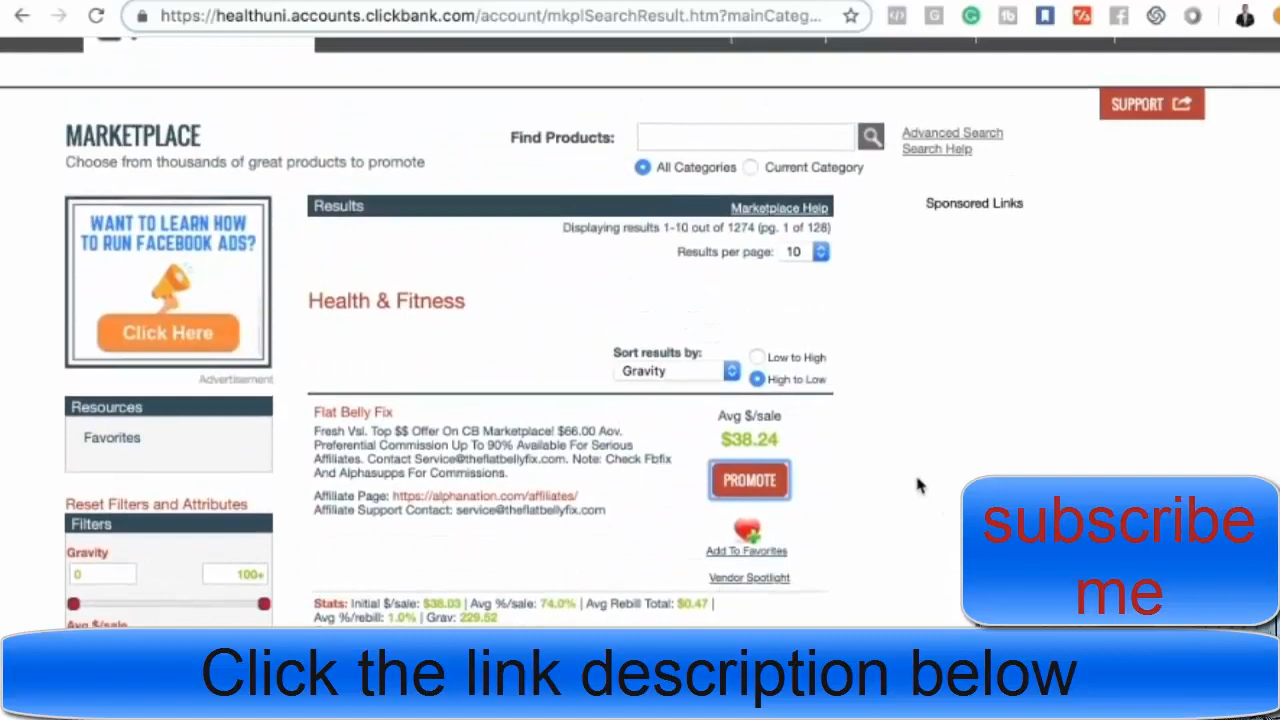 https://healthuni.accounts.clickbank.com/account/mkplSearchResult.htm?mainCateg...
SUPPORT
MARKETPLACE
Choose from thousands of great products to promote
Find Products:
Advanced Search
Search Help
All Categories
Current Category
WANT TO LEARN HOW
TO RUN FACEBOOK ADS?
Click Here
Advertisement
Results
Marketplace Help
Displaying results 1-10 out of 1274 (pg. 1 of 128)
Results per page: 10
Sponsored Links
Health & Fitness
Sort results by:
Gravity
Low to High
High to Low
Resources
Favorites
Flat Belly Fix
Fresh Vsl. Top $$ Offer On CB Marketplace! $66.00 Aov.
Preferential Commission Up To 90% Available For Serious
Affiliates. Contact Service@theflatbellyfix.com. Note: Check Fbfix
And Alphasupps For Commissions.
Affiliate Page: https://alphanation.com/affiliates/
Affiliate Support Contact: service@theflatbellyfix.com
Avg $/sale
$38.24
PROMOTE
Add To Favorites
Vendor Spotlight
Stats: Initial $/sale: $38.03 | Avg %/sale: 74.0% | Avg Rebill Total: $0.47 |
Avg %/rebill: 1.0% | Grav: 229.52
Reset Filters and Attributes
Filters
Gravity
0
100+
Avg $/sale
subscribe
me
Click the link description below